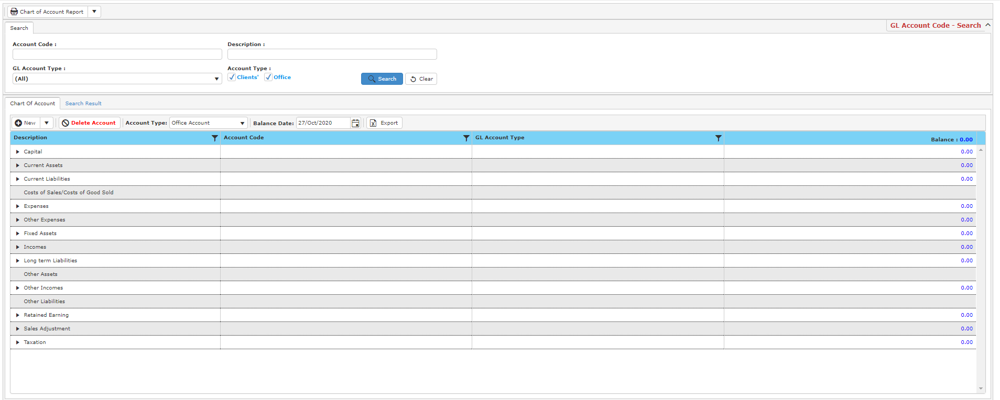 Chart of Account Report
Search
GL Account Code - Search
Account Code :
Description :
GL Account Type :
Account Type :
(All)
Clients'
Office
Search
Clear
Chart Of Account
Search Result
New
Delete Account
Account Type:
Office Account
Balance Date:
27/Oct/2020
Export
Description
Account Code
GL Account Type
Balance : 0.00
Capital 0.00
Current Assets 0.00
Current Liabilities 0.00
Costs of Sales/Costs of Good Sold
Expenses 0.00
Other Expenses 0.00
Fixed Assets 0.00
Incomes 0.00
Long term Liabilities 0.00
Other Assets
Other Incomes 0.00
Other Liabilities
Retained Earning 0.00
Sales Adjustment 0.00
Taxation 0.00